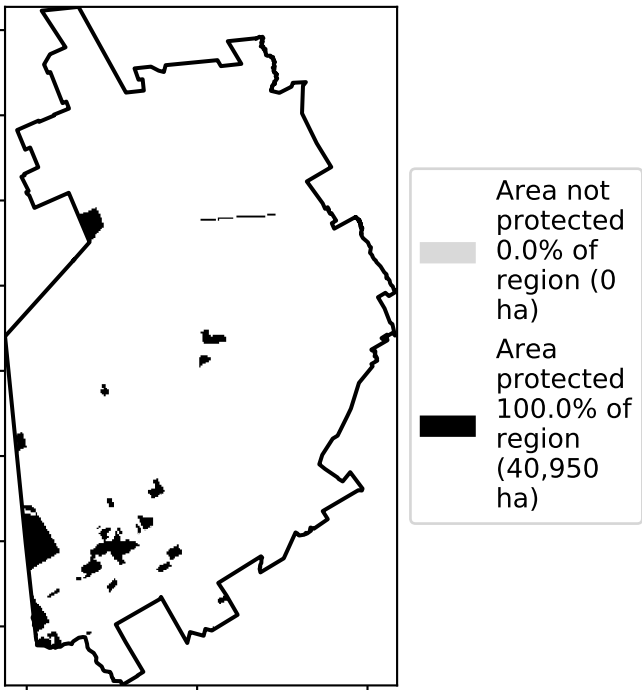 Area not
protected
0.0% of
region (0
ha)
Area
protected
100.0% of
region
(40,950
ha)